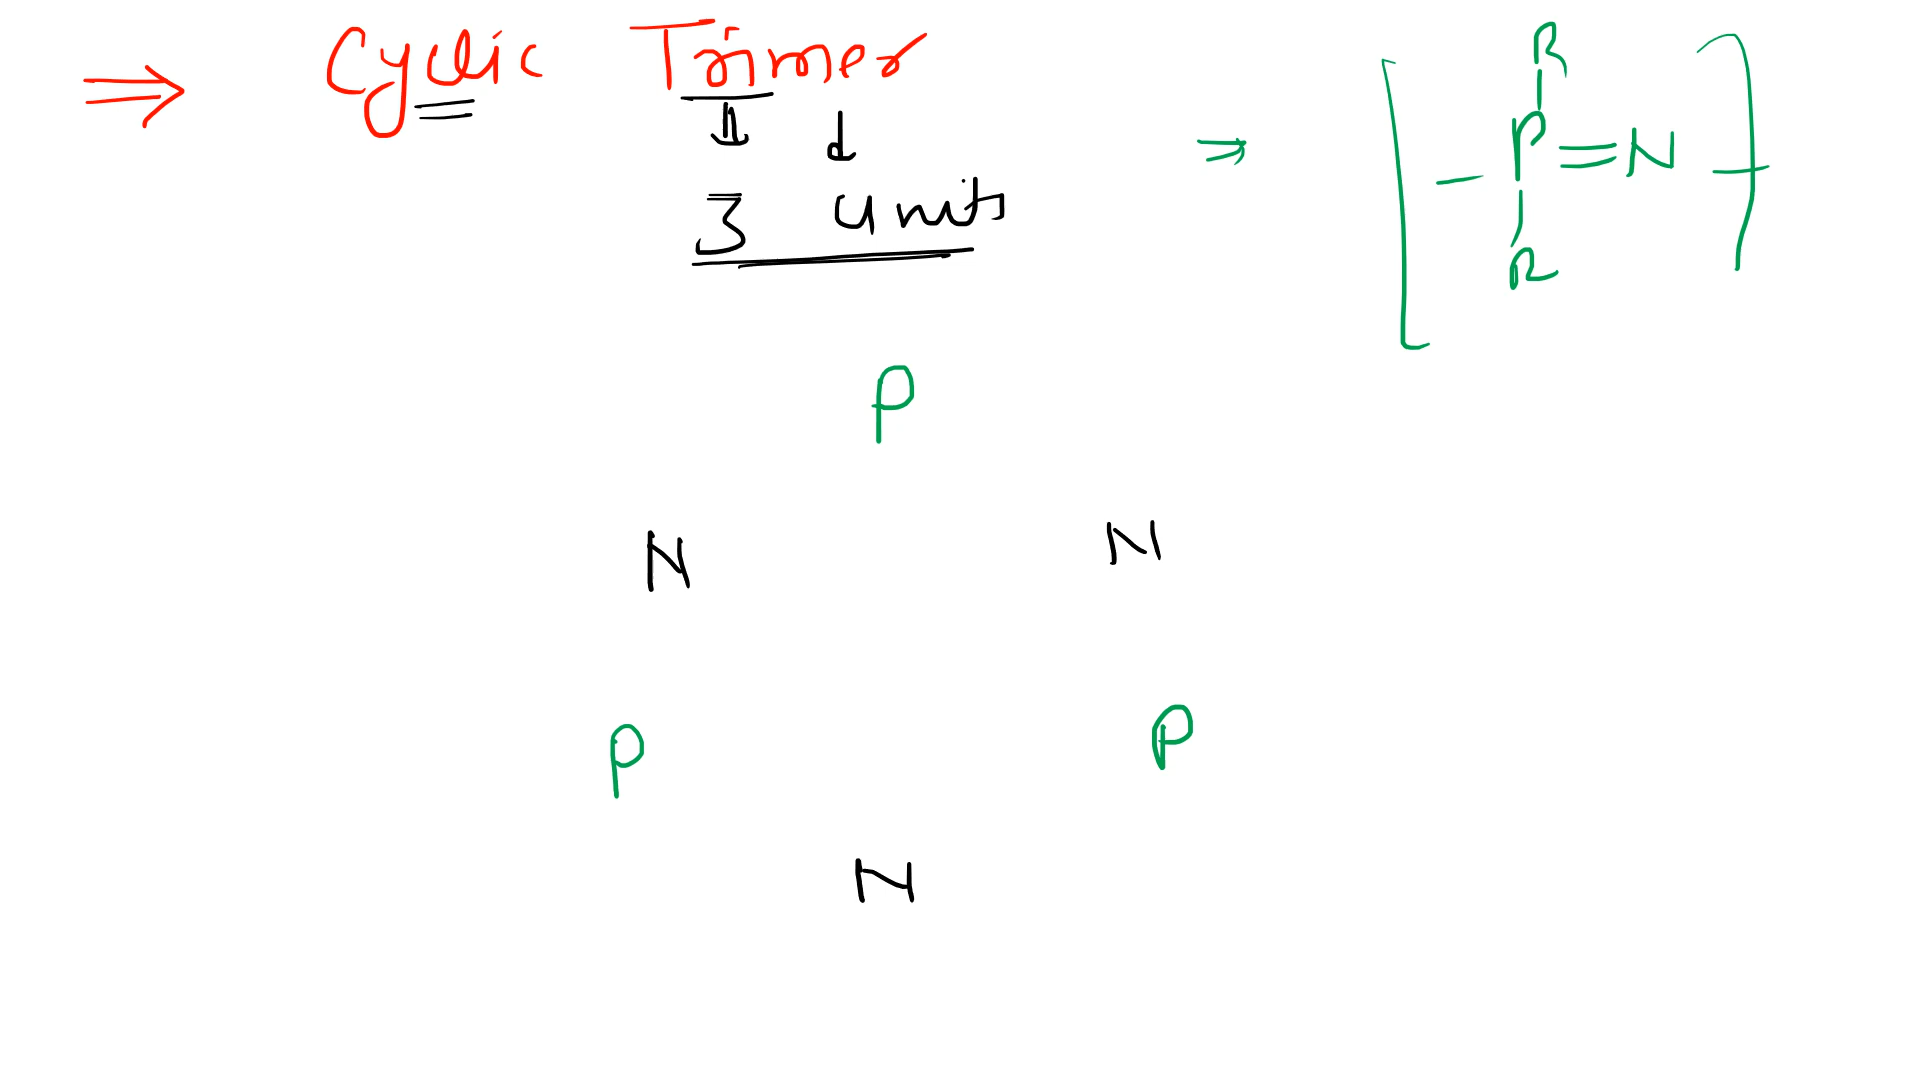 ⇒ Cyclic Trimer
3 units
→ [ -P=N- ]
R
R
P
N N
P P
N